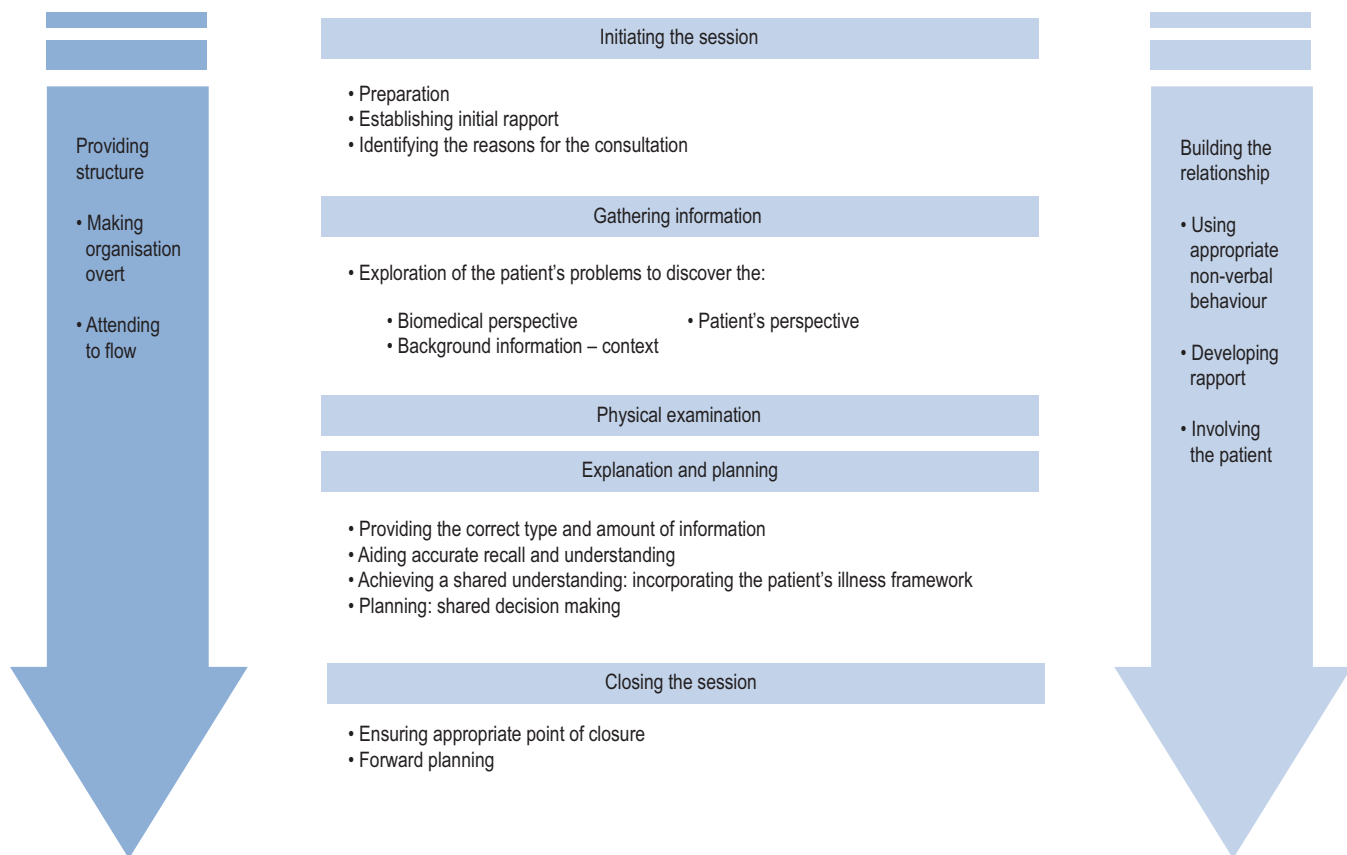 Providing
structure
• Making
organisation
overt
• Attending
to flow
Initiating the session
• Preparation
• Establishing initial rapport
• Identifying the reasons for the consultation
Gathering information
• Exploration of the patient's problems to discover the:
• Biomedical perspective • Patient's perspective
• Background information – context
Physical examination
Explanation and planning
• Providing the correct type and amount of information
• Aiding accurate recall and understanding
• Achieving a shared understanding: incorporating the patient's illness framework
• Planning: shared decision making
Closing the session
• Ensuring appropriate point of closure
• Forward planning
Building the
relationship
• Using
appropriate
non-verbal
behaviour
• Developing
rapport
• Involving
the patient